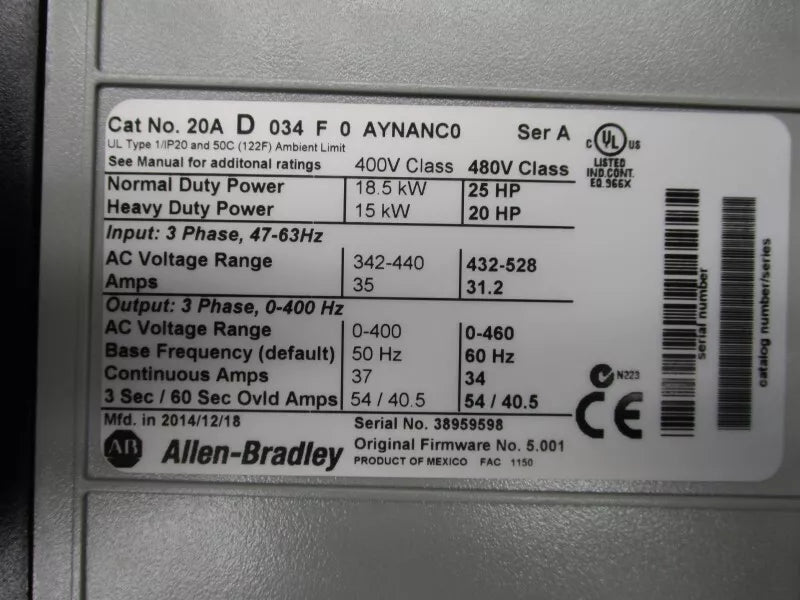 Cat No. 20A D 034 F 0 AYNANC0 Ser A
UL Type 1/IP20 and 50C (122F) Ambient Limit
See Manual for additonal ratings 400V Class 480V Class
Normal Duty Power 18.5 kW 25 HP
Heavy Duty Power 15 kW 20 HP
Input: 3 Phase, 47-63Hz
AC Voltage Range 342-440 432-528
Amps 35 31.2
Output: 3 Phase, 0-400 Hz
AC Voltage Range 0-400 0-460
Base Frequency (default) 50 Hz 60 Hz
Continuous Amps 37 34
3 Sec / 60 Sec Ovld Amps 54 / 40.5 54 / 40.5
Mfd. in 2014/12/18 Serial No. 38959598
Original Firmware No. 5.001
AB Allen-Bradley PRODUCT OF MEXICO FAC 1150
C UL US
LISTED
IND.CONT.
EQ.966X
N223
CE
serial number
catalog number/series